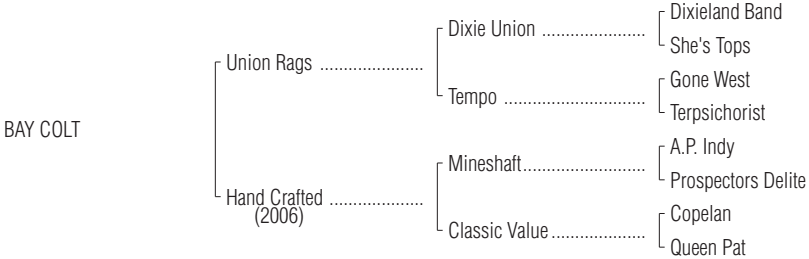 Dixieland Band
Dixie Union ......................
She's Tops
Union Rags ......................
Gone West
Tempo ..............................
Terpsichorist
BAY COLT
A.P. Indy
Mineshaft..........................
Prospectors Delite
Hand Crafted ....................
(2006)
Copelan
Classic Value ....................
Queen Pat